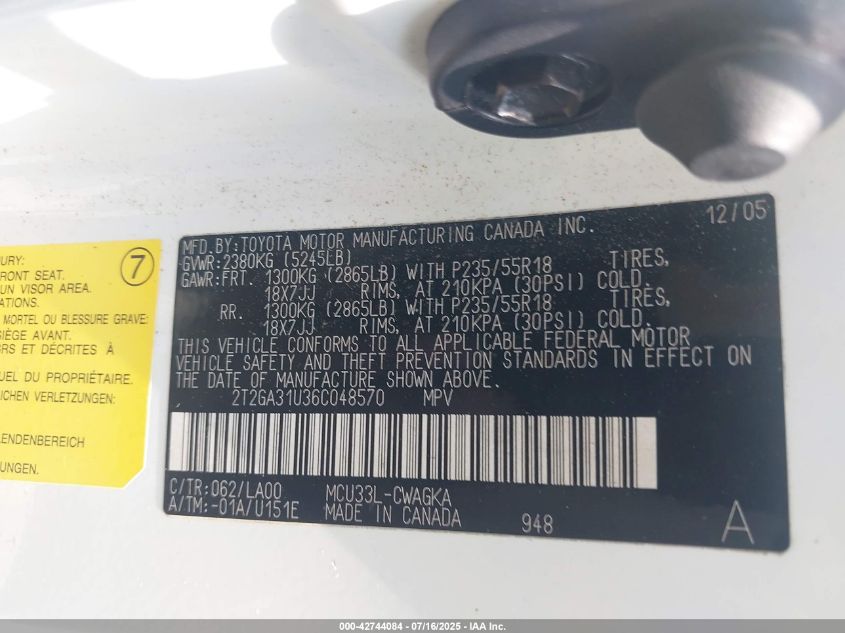 12/05
MFD.BY:TOYOTA MOTOR MANUFACTURING CANADA INC.
GVWR:2380KG (5245LB)
GAWR:FRT. 1300KG (2865LB) WITH P235/55R18 TIRES,
18X7JJ RIMS, AT 210KPA (30PSI) COLD.
RR. 1300KG (2865LB) WITH P235/55R18 TIRES,
18X7JJ RIMS, AT 210KPA (30PSI) COLD.
THIS VEHICLE CONFORMS TO ALL APPLICABLE FEDERAL MOTOR
VEHICLE SAFETY AND THEFT PREVENTION STANDARDS IN EFFECT ON
THE DATE OF MANUFACTURE SHOWN ABOVE.
2T2GA31U36C048570 MPV
C/TR:062/LA00 MCU33L-CWAGKA
A/TM:-01A/U151E MADE IN CANADA 948 A
7
JURY:
FRONT SEAT.
UN VISOR AREA.
MORTEL OU BLESSURE GRAVE:
SIÈGE AVANT.
RS ET DÉCRITES À
UEL DU PROPRIÉTAIRE.
ICHEN VERLETZUNGEN.
LENDENBEREICH
UNGEN.
000-42744084 - 07/16/2025 - IAA Inc.